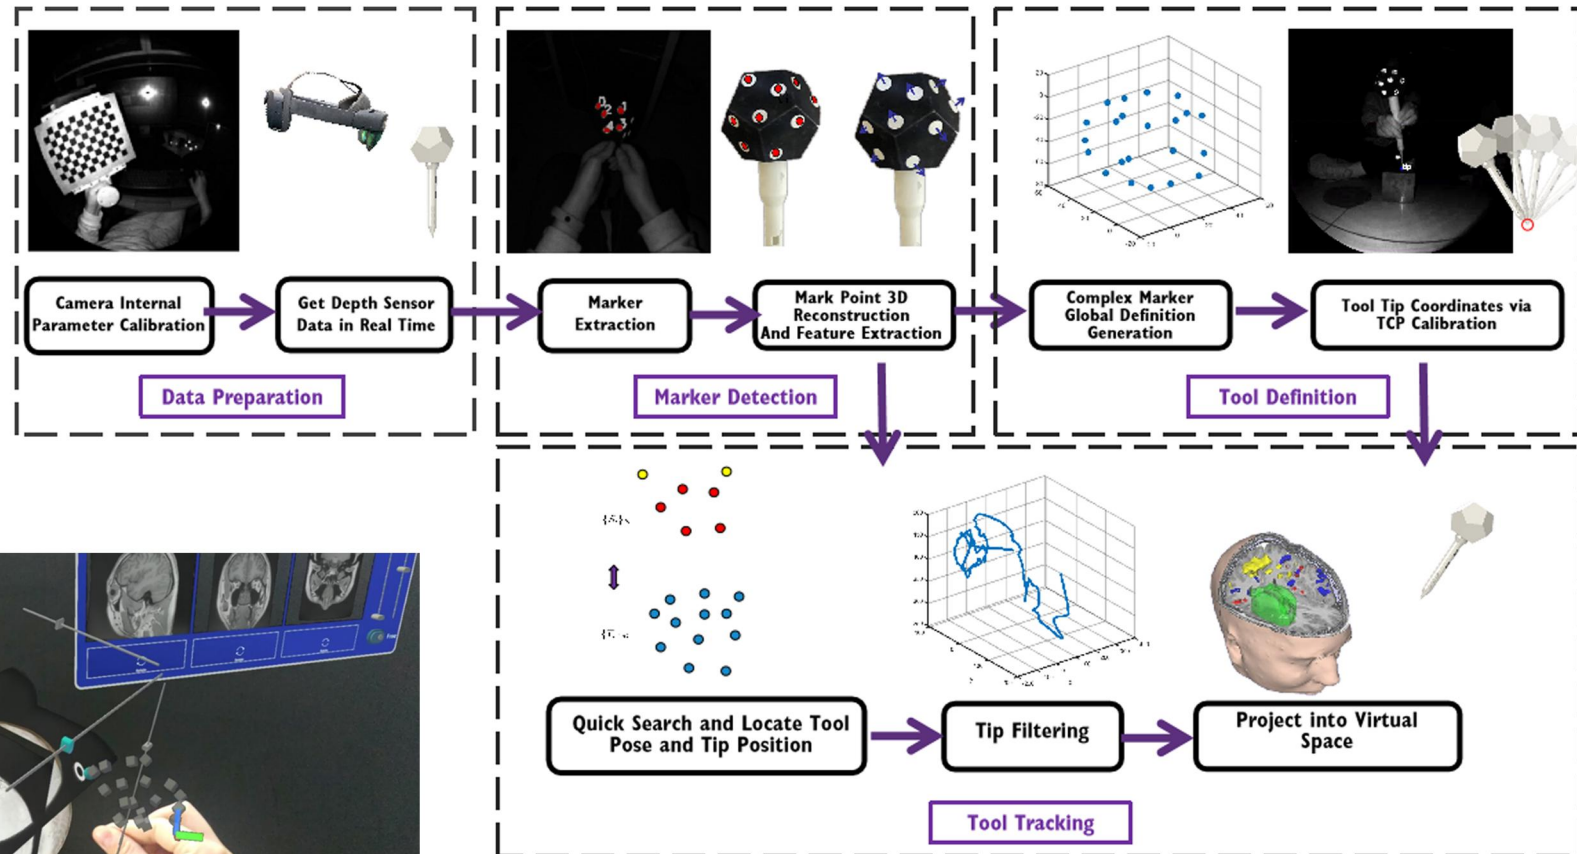 Camera Internal
Parameter Calibration
Get Depth Sensor
Data in Real Time
Marker
Extraction
Mark Point 3D
Reconstruction
And Feature Extraction
Complex Marker
Global Definition
Generation
Tool Tip Coordinates via
TCP Calibration
Data Preparation
Marker Detection
Tool Definition
Quick Search and Locate Tool
Pose and Tip Position
Tip Filtering
Project into Virtual
Space
Tool Tracking